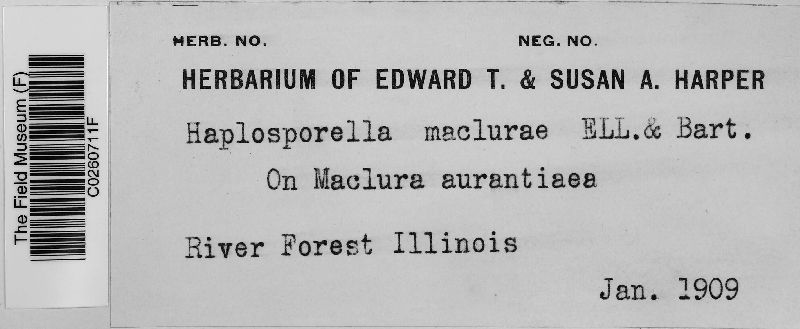 The Field Museum (F)
C0260711F
HERB. NO. NEG. NO.
HERBARIUM OF EDWARD T. & SUSAN A. HARPER
Haplosporella maclurae ELL.& Bart.
On Maclura aurantiaea
River Forest Illinois
Jan. 1909